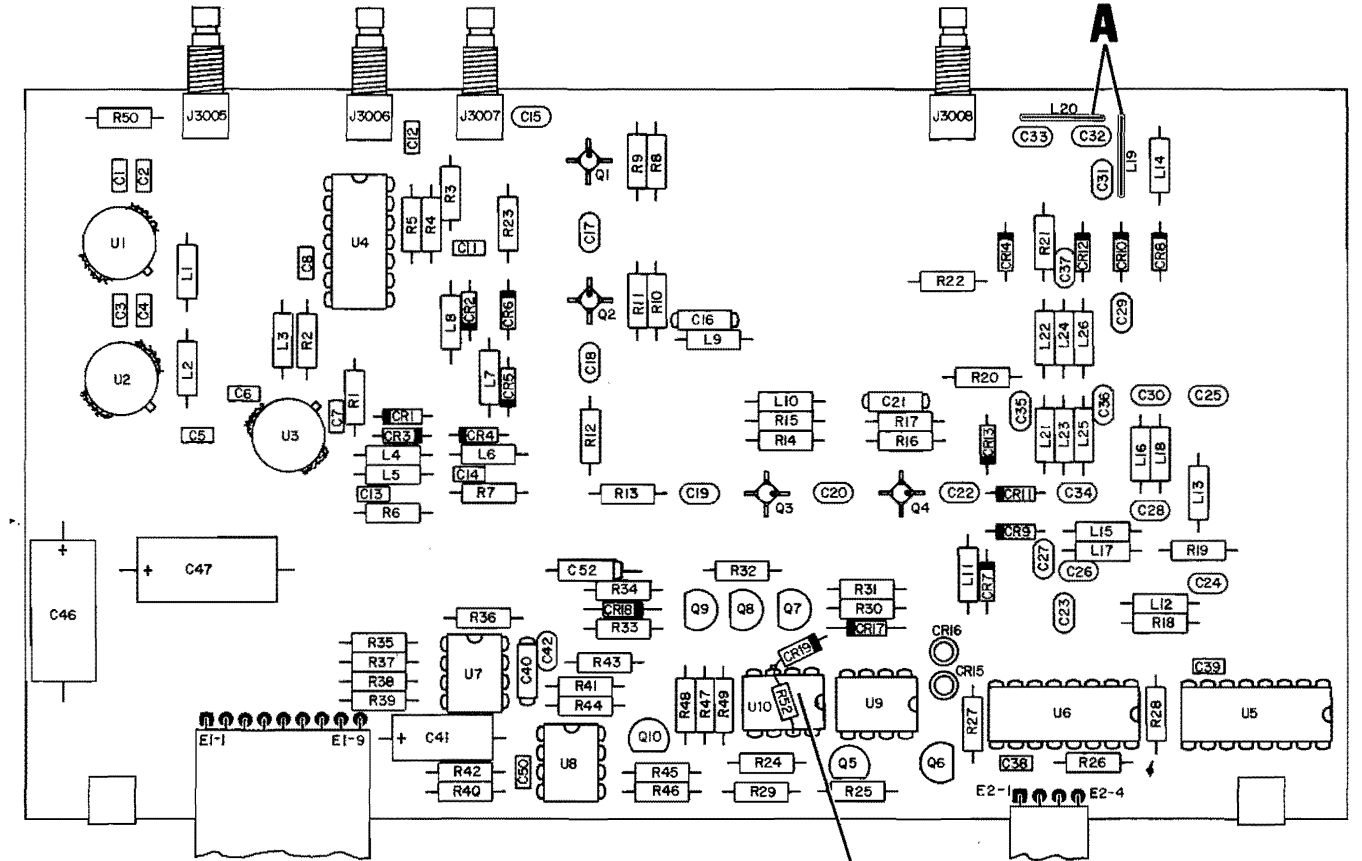 A
R50
J3005
J3006
J3007
C15
J3008
L20
C33
C32
C12
C1
C2
R3
Q1
R9
R8
C31
L19
L14
U1
L1
C8
U4
R5
R4
C11
R23
C17
CR14
R21
C37
CR12
CR10
CR8
R22
C3
C4
L3
R2
L8
CR2
CR6
Q2
R11
R10
C16
L9
C29
L22
L24
L26
U2
L2
C6
R1
L7
CR5
C18
R20
C5
U3
C7
CR1
CR3
CR4
L4
L6
L5
C14
C13
R7
R6
R12
L10
R15
R14
C21
R17
R16
CR13
C35
C36
C30
C25
L21
L23
L25
L16
L18
L13
R13
C19
Q3
C20
Q4
C22
CR11
C34
C28
CR9
L15
L17
R19
C27
C26
C24
C23
L12
R18
+
C46
+
C47
C52
R32
R34
CR18
R33
Q9
Q8
Q7
R31
R30
CR17
L11
CR7
R36
R35
R37
R38
R39
U7
C40
C42
R43
R41
R44
CR19
CR16
CR15
C39
R48
R47
R49
U10
R52
U9
R27
U6
R28
U5
E1-1
E1-9
+
C41
Q10
R42
R40
C50
U8
R45
R46
R24
R29
Q5
R25
Q6
C38
R26
E2-1
E2-4